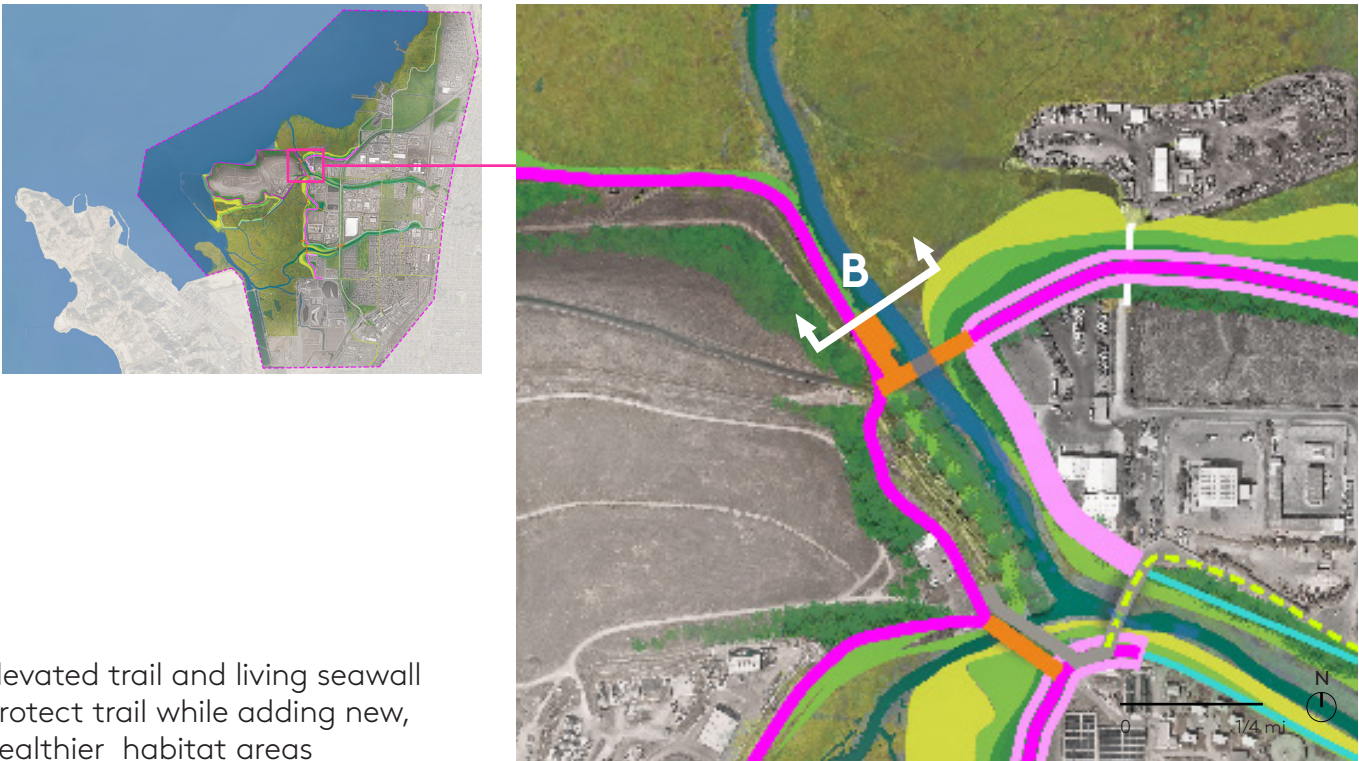 B
N
0 1/4 mi
levated trail and living seawall
rotect trail while adding new,
ealthier habitat areas